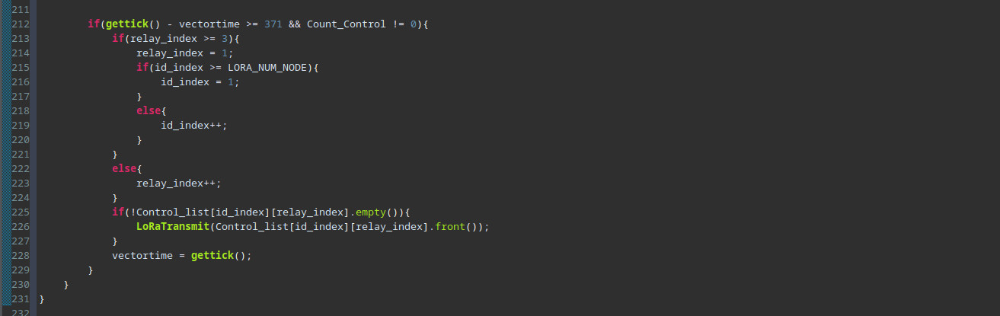 211
212 if(gettick() - vectortime >= 371 && Count_Control != 0){
213 if(relay_index >= 3){
214 relay_index = 1;
215 if(id_index >= LORA_NUM_NODE){
216 id_index = 1;
217 }
218 else{
219 id_index++;
220 }
221 }
222 else{
223 relay_index++;
224 }
225 if(!Control_list[id_index][relay_index].empty()){
226 LoRaTransmit(Control_list[id_index][relay_index].front());
227 }
228 vectortime = gettick();
229 }
230 }
231 }
232